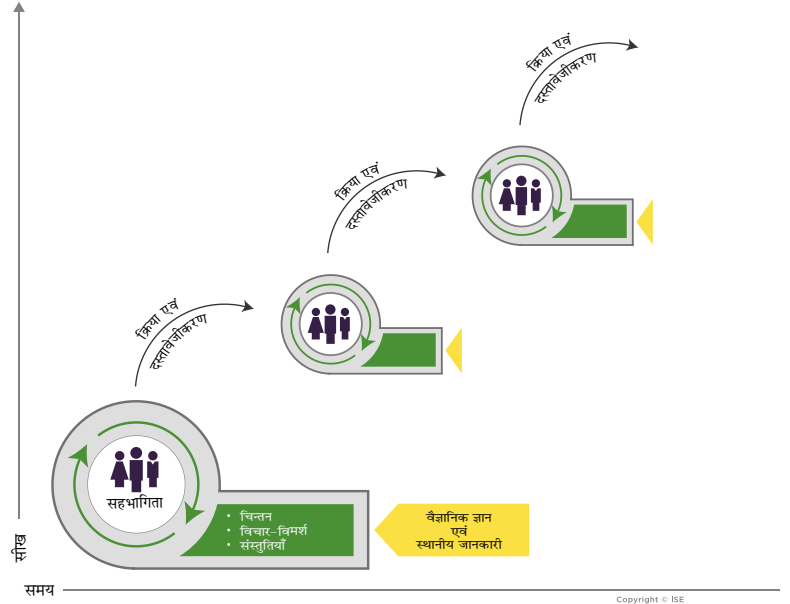 क्रिया एवं
दस्तावेजीकरण
क्रिया एवं
दस्तावेजीकरण
क्रिया एवं
दस्तावेजीकरण
सहभागिता
• चिन्तन
• विचार-विमर्श
• संस्तुतियाँ
वैज्ञानिक ज्ञान
एवं
स्थानीय जानकारी
सीख
समय
Copyright © ISE